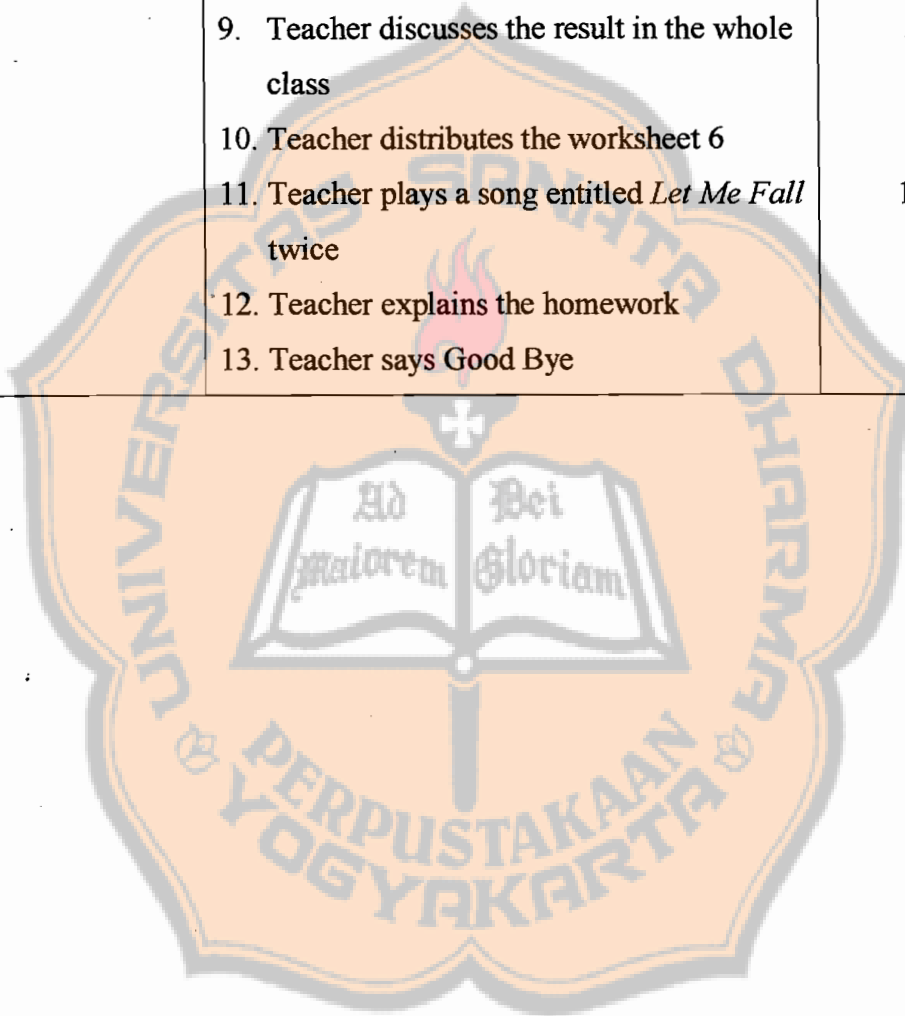 9. Teacher discusses the result in the whole
class
10. Teacher distributes the worksheet 6
11. Teacher plays a song entitled Let Me Fall
twice
12. Teacher explains the homework
13. Teacher says Good Bye
UNIVERSITAS SANATA DHARMA
Ad Dei
maiorem Gloriam
PERPUSTAKAAN
YOGYAKARTA